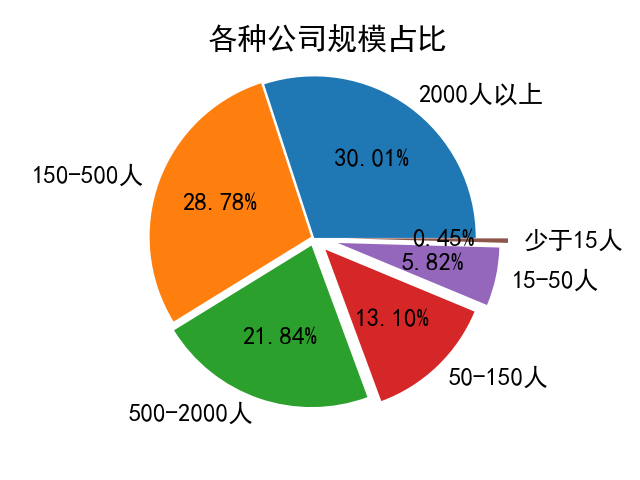 各种公司规模占比
2000人以上
30.01%
150-500人
28.78%
0.45%
少于15人
5.82%
15-50人
13.10%
21.84%
50-150人
500-2000人